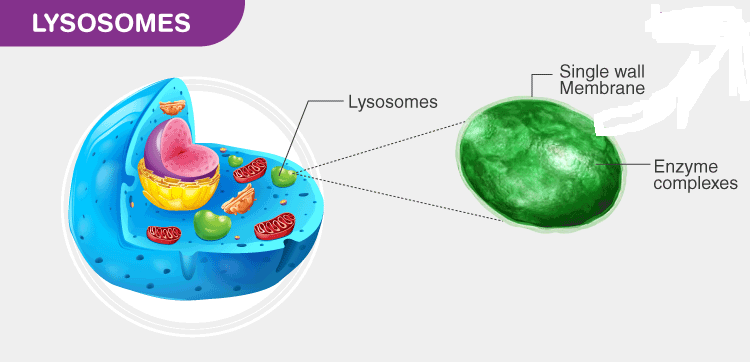 LYSOSOMES
Lysosomes
Single wall
Membrane
Enzyme
complexes